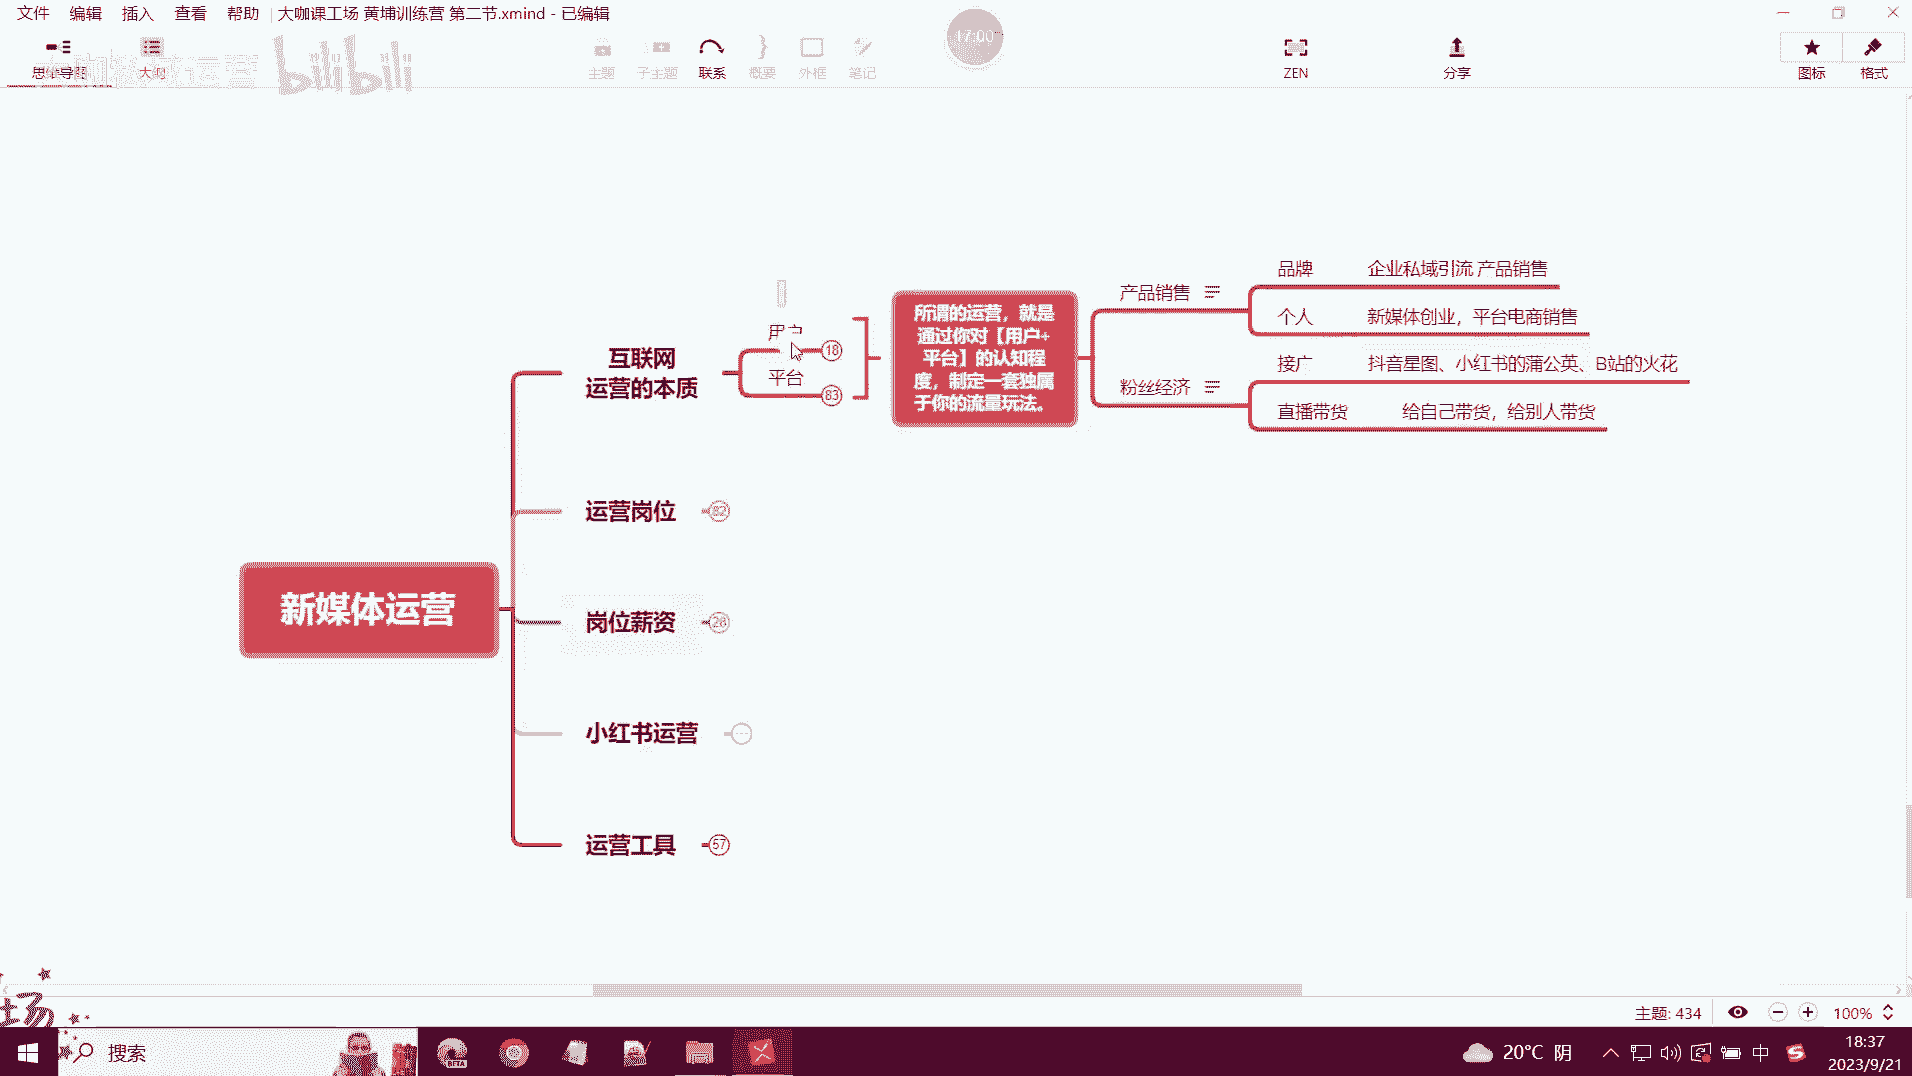 文件 编辑 插入 查看 帮助 大咖课工场 黄埔训练营 第二节.xmind - 已编辑
bilibili
17:00
思维导图 大纲 主题 子主题 联系 概要 外框 笔记 ZEN 分享 图标 格式
品牌 企业私域引流 产品销售
产品销售
个人 新媒体创业，平台电商销售
所谓的运营，就是
通过你对【用户+
平台】的认知程
度，制定一套独属
于你的流量玩法。
用户 18
互联网
运营的本质
平台 83
接广 抖音星图、小红书的蒲公英、B站的火花
粉丝经济
直播带货 给自己带货，给别人带货
运营岗位 82
新媒体运营
岗位薪资 28
小红书运营
运营工具 57
场
主题: 434 100%
搜索
BETA
20°C 阴
中
18:37
2023/9/21